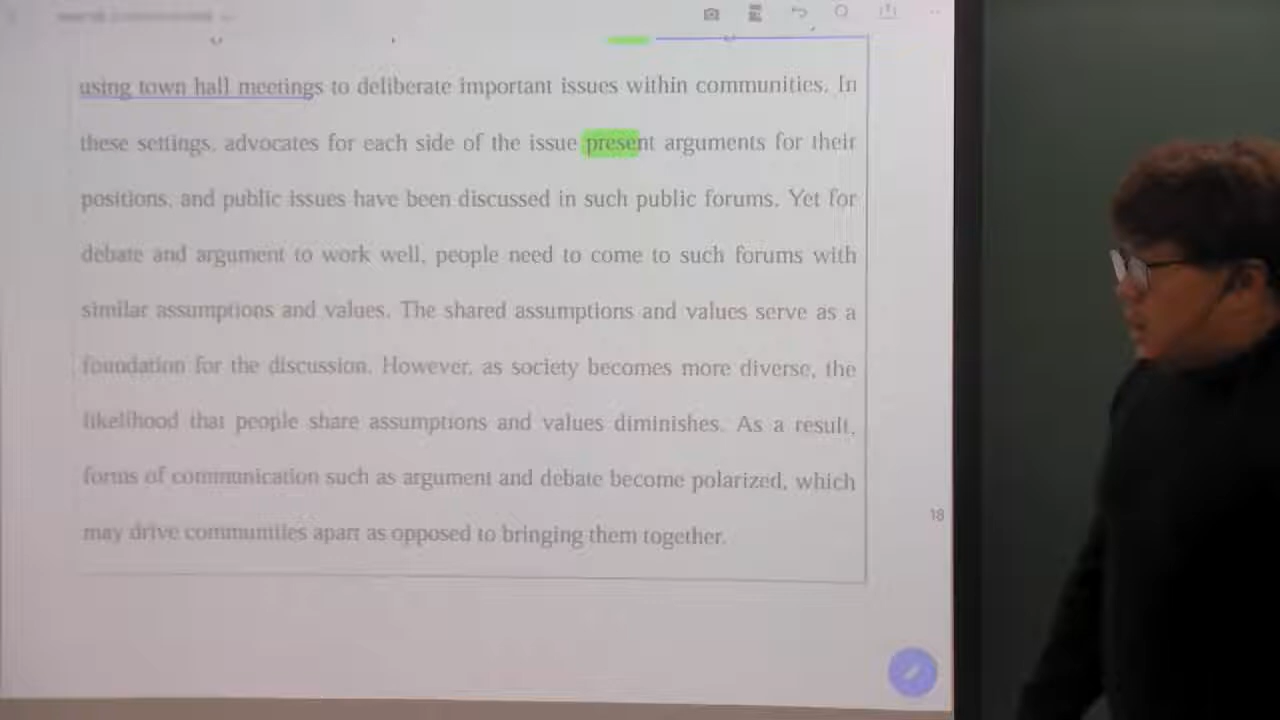 using town hall meetings to deliberate important issues within communities. In
these settings, advocates for each side of the issue present arguments for their
positions, and public issues have been discussed in such public forums. Yet for
debate and argument to work well, people need to come to such forums with
similar assumptions and values. The shared assumptions and values serve as a
foundation for the discussion. However, as society becomes more diverse, the
likelihood that people share assumptions and values diminishes. As a result,
forms of communication such as argument and debate become polarized, which
may drive communities apart as opposed to bringing them together.
18